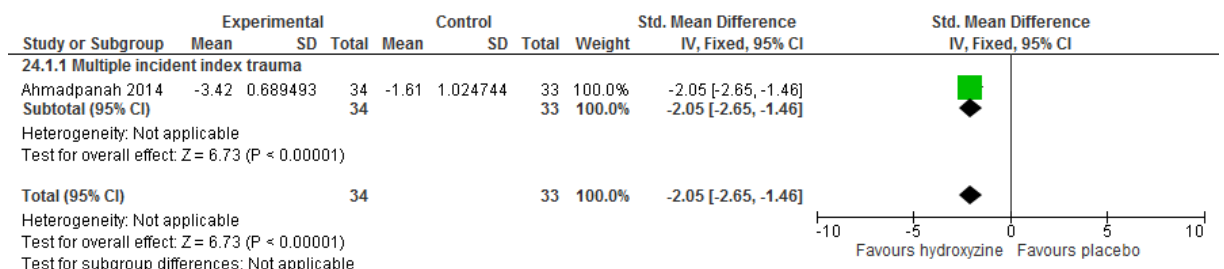 Experimental Control Std. Mean Difference Std. Mean Difference
Study or Subgroup Mean SD Total Mean SD Total Weight IV, Fixed, 95% CI IV, Fixed, 95% CI
24.1.1 Multiple incident index trauma
Ahmadpanah 2014 -3.42 0.689493 34 -1.61 1.024744 33 100.0% -2.05 [-2.65, -1.46]
Subtotal (95% CI) 34 33 100.0% -2.05 [-2.65, -1.46]
Heterogeneity: Not applicable
Test for overall effect: Z = 6.73 (P < 0.00001)
Total (95% CI) 34 33 100.0% -2.05 [-2.65, -1.46]
Heterogeneity: Not applicable
Test for overall effect: Z = 6.73 (P < 0.00001)
Test for subgroup differences: Not applicable
-10 -5 0 5 10
Favours hydroxyzine Favours placebo